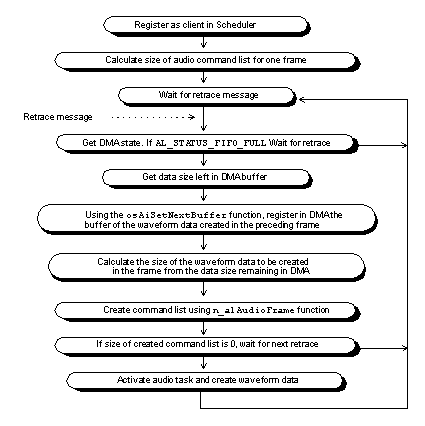 Register as client in Scheduler
Calculate size of audio command list for one frame
Wait for retrace message
Retrace message
Get DMA state. If AL_STATUS_FIFO_FULL Wait for retrace
Get data size left in DMA buffer
Using the osAiSetNextBuffer function, register in DMA the
buffer of the waveform data created in the preceding frame
Calculate the size of the waveform data to be created
in the frame from the data size remaining in DMA
Create command list using n_alAudioFrame function
If size of created command list is 0, wait for next retrace
Activate audio task and create waveform data